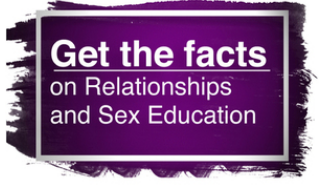 Get the facts
on Relationships
and Sex Education